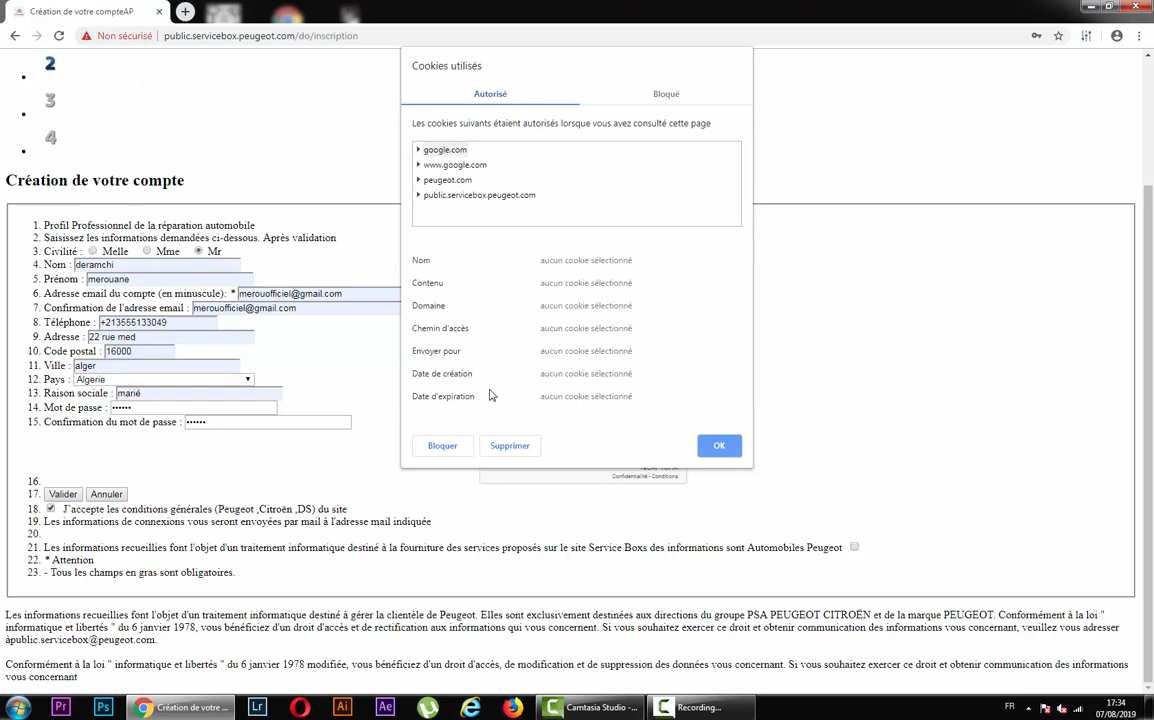 Création de votre compteAP
Non sécurisé | public.servicebox.peugeot.com/do/inscription
2
3
4
Création de votre compte
1. Profil Professionnel de la réparation automobile
2. Saisissez les informations demandées ci-dessous. Après validation
3. Civilité : Melle Mme Mr
4. Nom : deramchi
5. Prénom : merouane
6. Adresse email du compte (en minuscule): * merouofficiel@gmail.com
7. Confirmation de l'adresse email : merouofficiel@gmail.com
8. Téléphone : +213555133049
9. Adresse : 22 rue med
10. Code postal : 16000
11. Ville : alger
12. Pays : Algerie
13. Raison sociale : marié
14. Mot de passe : ••••••
15. Confirmation du mot de passe : ••••••
16.
17. Valider Annuler
18. J'accepte les conditions générales (Peugeot ,Citroën ,DS) du site
19. Les informations de connexions vous seront envoyées par mail à l'adresse mail indiquée
20.
21. Les informations recueillies font l'objet d'un traitement informatique destiné à la fourniture des services proposés sur le site Service Boxs des informations sont Automobiles Peugeot
22. * Attention
23. - Tous les champs en gras sont obligatoires.
Cookies utilisés
Autorisé Bloqué
Les cookies suivants étaient autorisés lorsque vous avez consulté cette page
google.com
www.google.com
peugeot.com
public.servicebox.peugeot.com
Nom aucun cookie sélectionné
Contenu aucun cookie sélectionné
Domaine aucun cookie sélectionné
Chemin d'accès aucun cookie sélectionné
Envoyer pour aucun cookie sélectionné
Date de création aucun cookie sélectionné
Date d'expiration aucun cookie sélectionné
Bloquer Supprimer OK
Confidentialité - Conditions
Les informations recueillies font l'objet d'un traitement informatique destiné à gérer la clientèle de Peugeot. Elles sont exclusivement destinées aux directions du groupe PSA PEUGEOT CITROËN et de la marque PEUGEOT. Conformément à la loi "
informatique et libertés " du 6 janvier 1978, vous bénéficiez d'un droit d'accès et de rectification aux informations qui vous concernent. Si vous souhaitez exercer ce droit et obtenir communication des informations vous concernant, veuillez vous adresser
àpublic.servicebox@peugeot.com.
Conformément à la loi " informatique et libertés " du 6 janvier 1978 modifiée, vous bénéficiez d'un droit d'accès, de modification et de suppression des données vous concernant. Si vous souhaitez exercer ce droit et obtenir communication des informations
vous concernant
Pr Ps Création de votre ... Lr Ai Ae Camtasia Studio -... Recording... FR 17:34
07/08/2019